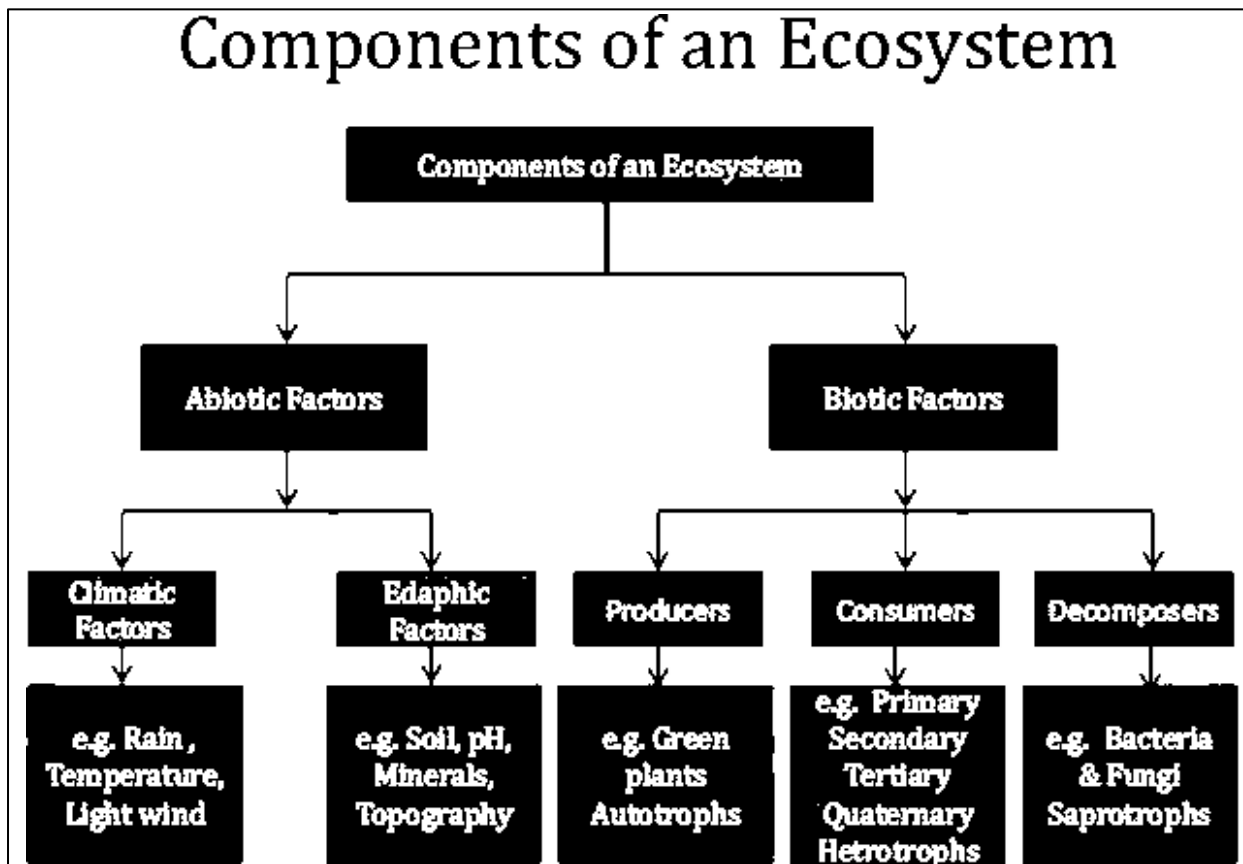 Components of an Ecosystem
Components of an Ecosystem
Abiotic Factors
Biotic Factors
Climatic
Factors
Edaphic
Factors
Producers
Consumers
Decomposers
e.g. Rain ,
Temperature,
Light wind
e.g. Soil, pH,
Minerals,
Topography
e.g. Green
plants
Autotrophs
e.g. Primary
Secondary
Tertiary
Quaternary
Hetrotrophs
e.g. Bacteria
& Fungi
Saprotrophs